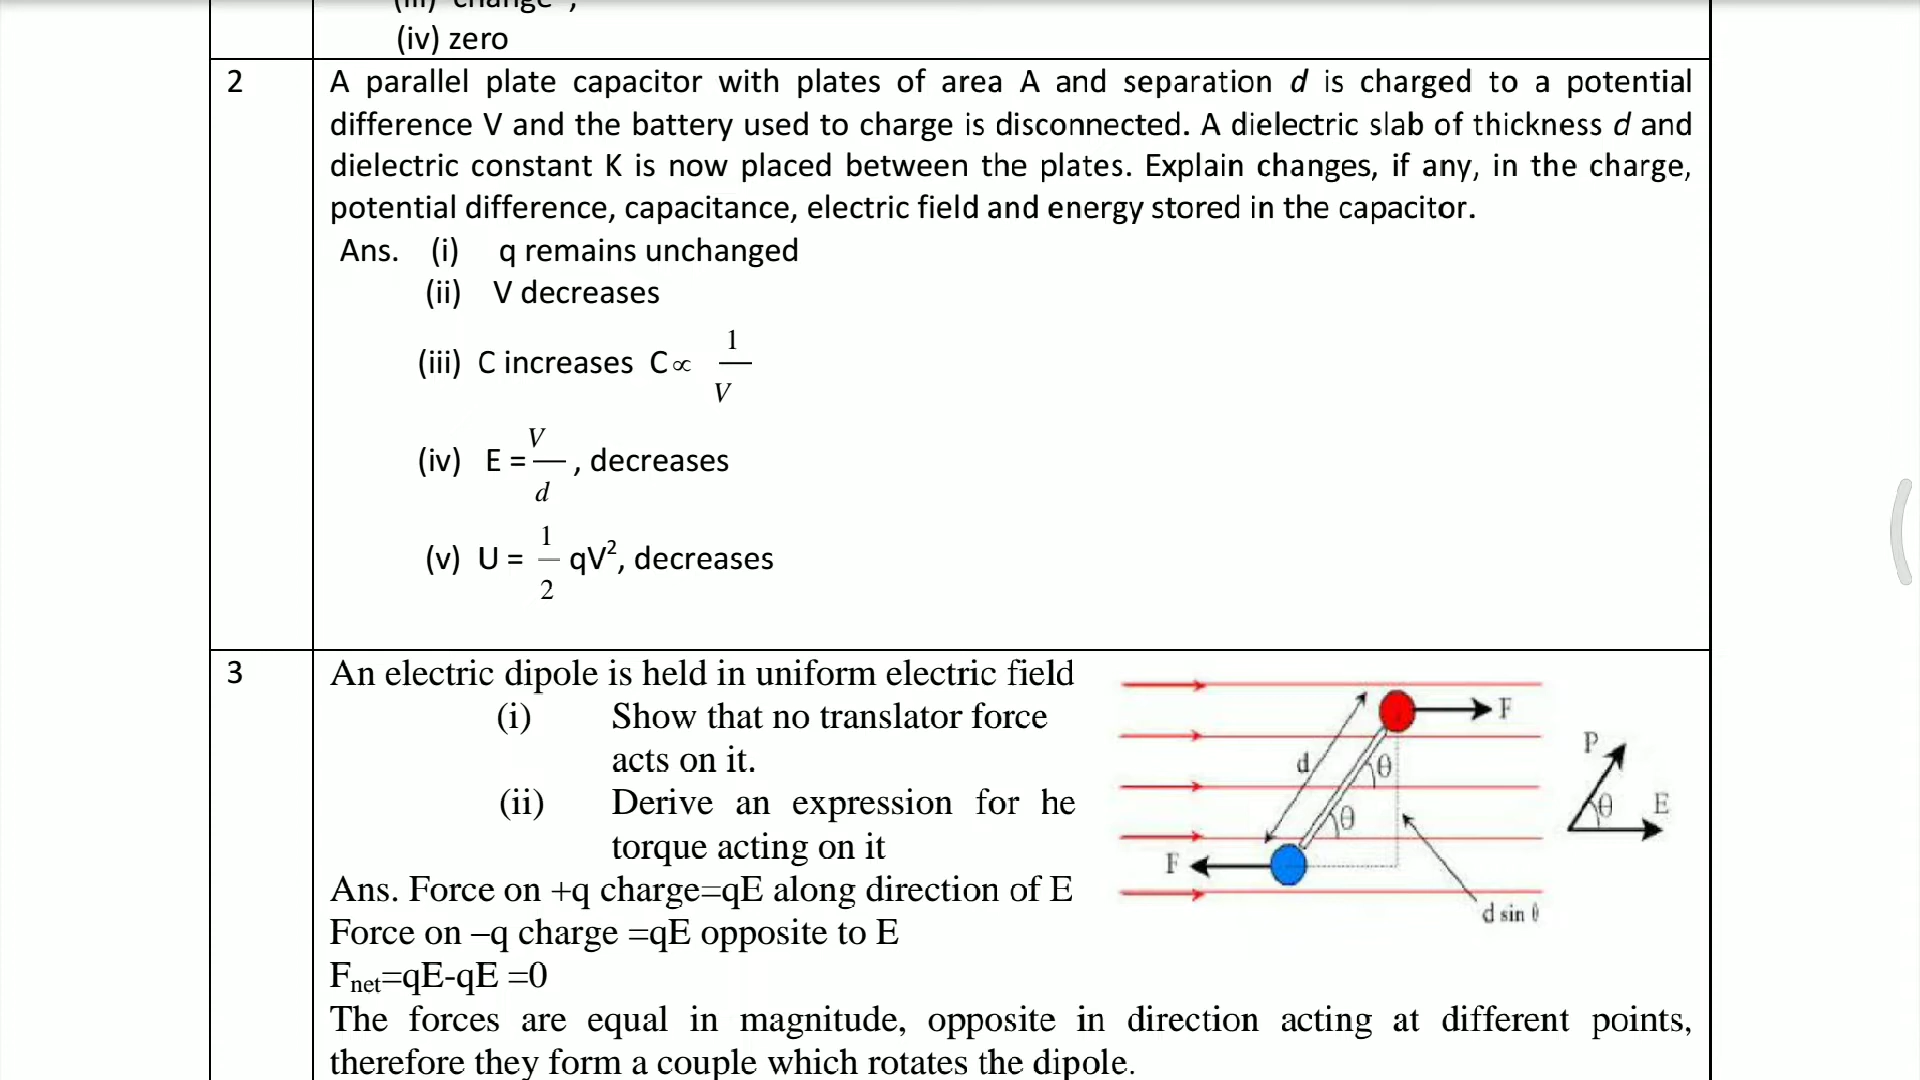 (iii) change ,
(iv) zero
2
A parallel plate capacitor with plates of area A and separation d is charged to a potential
difference V and the battery used to charge is disconnected. A dielectric slab of thickness d and
dielectric constant K is now placed between the plates. Explain changes, if any, in the charge,
potential difference, capacitance, electric field and energy stored in the capacitor.
Ans. (i) q remains unchanged
(ii) V decreases
(iii) C increases C ∝ 1/V
(iv) E = V/d , decreases
(v) U = 1/2 qV², decreases
3
An electric dipole is held in uniform electric field
(i) Show that no translator force
acts on it.
(ii) Derive an expression for he
torque acting on it
Ans. Force on +q charge=qE along direction of E
Force on –q charge =qE opposite to E
Fnet=qE-qE =0
The forces are equal in magnitude, opposite in direction acting at different points,
therefore they form a couple which rotates the dipole.
F
d
θ
θ
F
d sin θ
P
θ
E